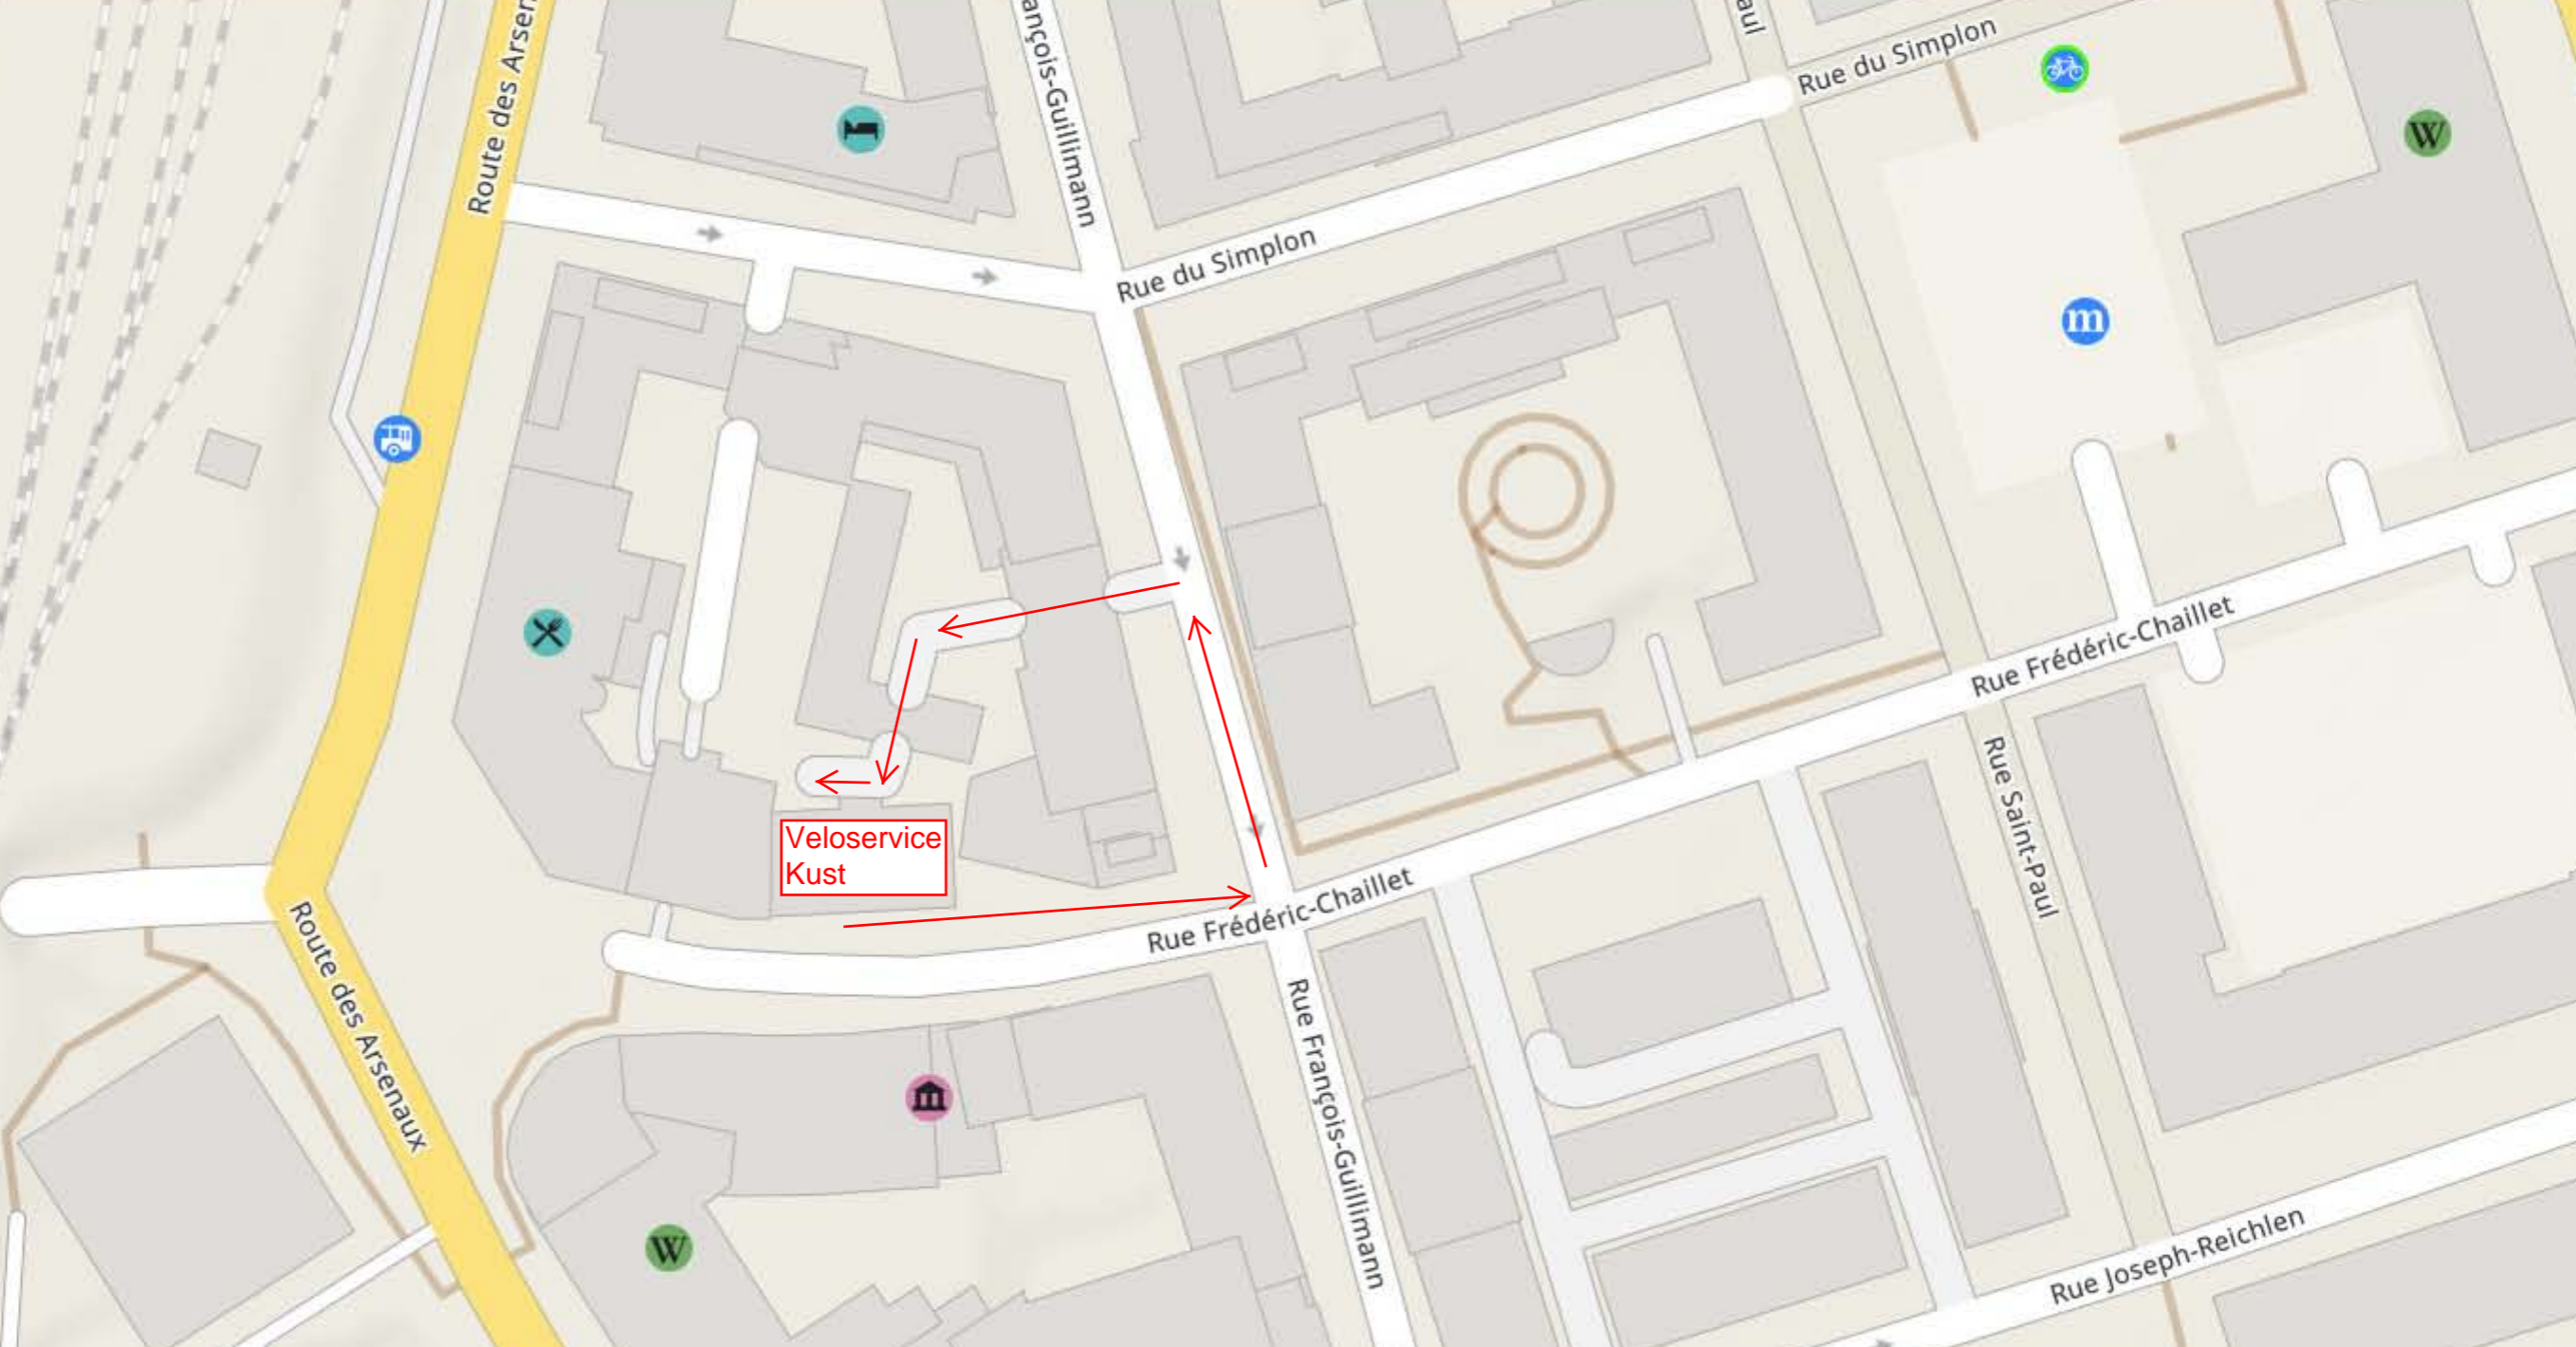 Route des Arsen
ançois-Guillimann
aul
Rue du Simplon
W
Rue du Simplon
m
Rue Frédéric-Chaillet
Rue Saint-Paul
Veloservice
Kust
Rue Frédéric-Chaillet
Route des Arsenaux
Rue François-Guillimann
W
Rue Joseph-Reichlen